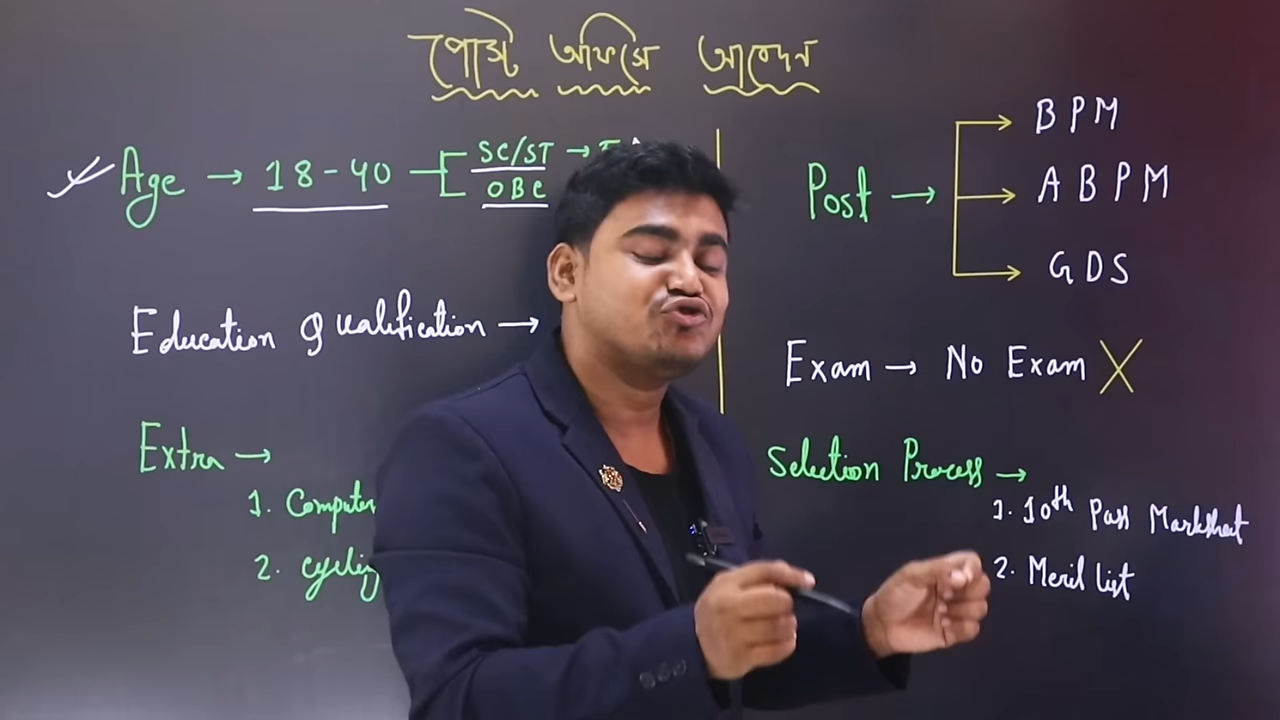 পোস্ট অফিসে আবেদন
Age → 18-40
SC/ST →
OBC
Education Qualification →
Extra →
1. Computer
2.
Post →
BPM
ABPM
GDS
Exam → No Exam X
Selection Process →
1. 10th Pass Marksheet
2. Merit list